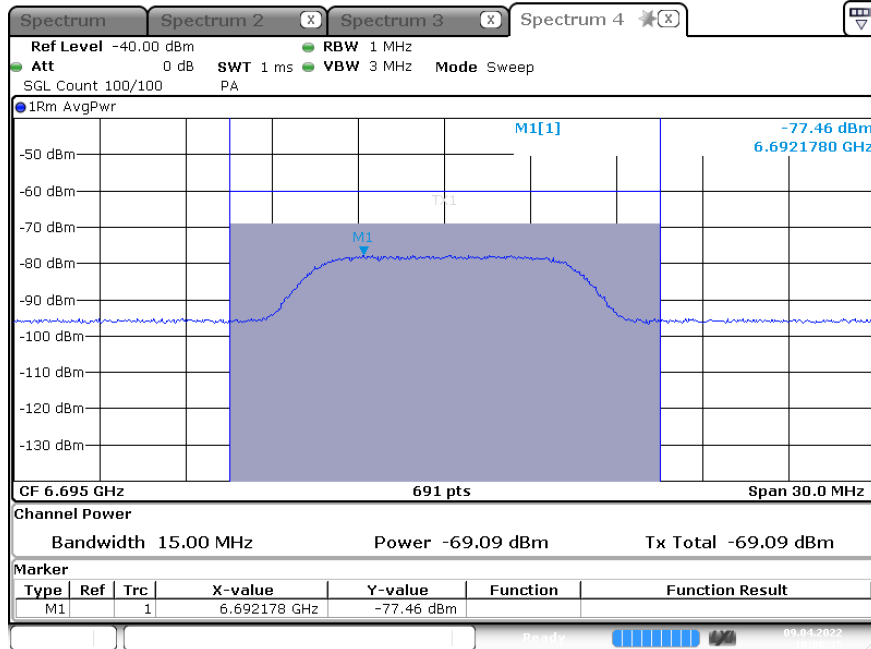 Spectrum Spectrum 2 X Spectrum 3 X Spectrum 4 X
Ref Level -40.00 dBm RBW 1 MHz
Att 0 dB SWT 1 ms VBW 3 MHz Mode Sweep
SGL Count 100/100 PA
1Rm AvgPwr
M1[1] -77.46 dBm
6.6921780 GHz
-50 dBm
-60 dBm
Tx1
-70 dBm
M1
-80 dBm
-90 dBm
-100 dBm
-110 dBm
-120 dBm
-130 dBm
CF 6.695 GHz 691 pts Span 30.0 MHz
Channel Power
Bandwidth 15.00 MHz Power -69.09 dBm Tx Total -69.09 dBm
Marker
Type Ref Trc X-value Y-value Function Function Result
M1 1 6.692178 GHz -77.46 dBm
Ready 09.04.2022